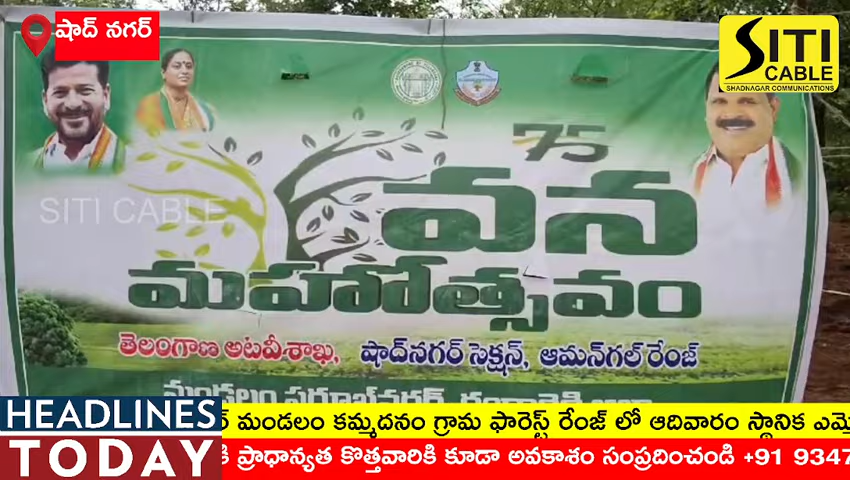 షాద్ నగర్
SITI
CABLE
SHADNAGAR COMMUNICATIONS
75
SITI CABLE
వన
మహోత్సవం
తెలంగాణ అటవీశాఖ, షాద్‌నగర్ సెక్షన్, ఆమన్‌గల్ రేంజ్
మండలం
HEADLINES
TODAY
మండలం కమ్మదనం గ్రామ ఫారెస్ట్ రేంజ్ లో ఆదివారం స్థానిక ఎమ్మె
కి ప్రాధాన్యత కొత్తవారికి కూడా అవకాశం సంప్రదించండి +91 9347